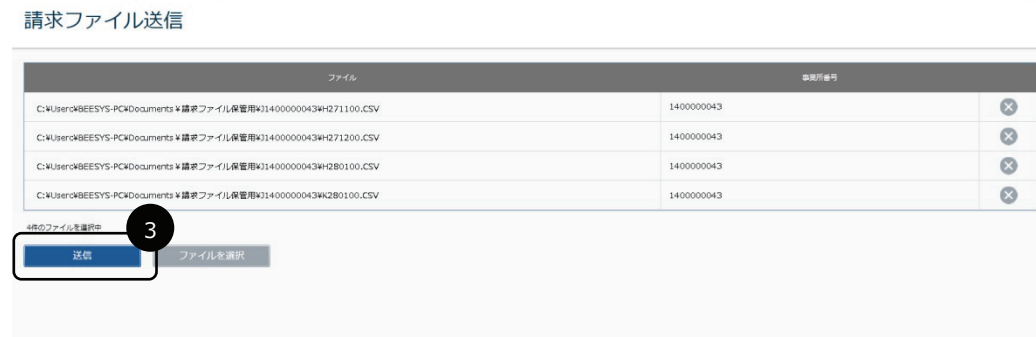 請求ファイル送信
ファイル 事業所番号
C:¥Userc¥BEESYS-PC¥Documents¥請求ファイル保管用¥J1400000043¥H271100.CSV 1400000043
C:¥Userc¥BEESYS-PC¥Documents¥請求ファイル保管用¥J1400000043¥H271200.CSV 1400000043
C:¥Userc¥BEESYS-PC¥Documents¥請求ファイル保管用¥J1400000043¥H280100.CSV 1400000043
C:¥Userc¥BEESYS-PC¥Documents¥請求ファイル保管用¥J1400000043¥K280100.CSV 1400000043
4件のファイルを選択中
3
送信 ファイルを選択